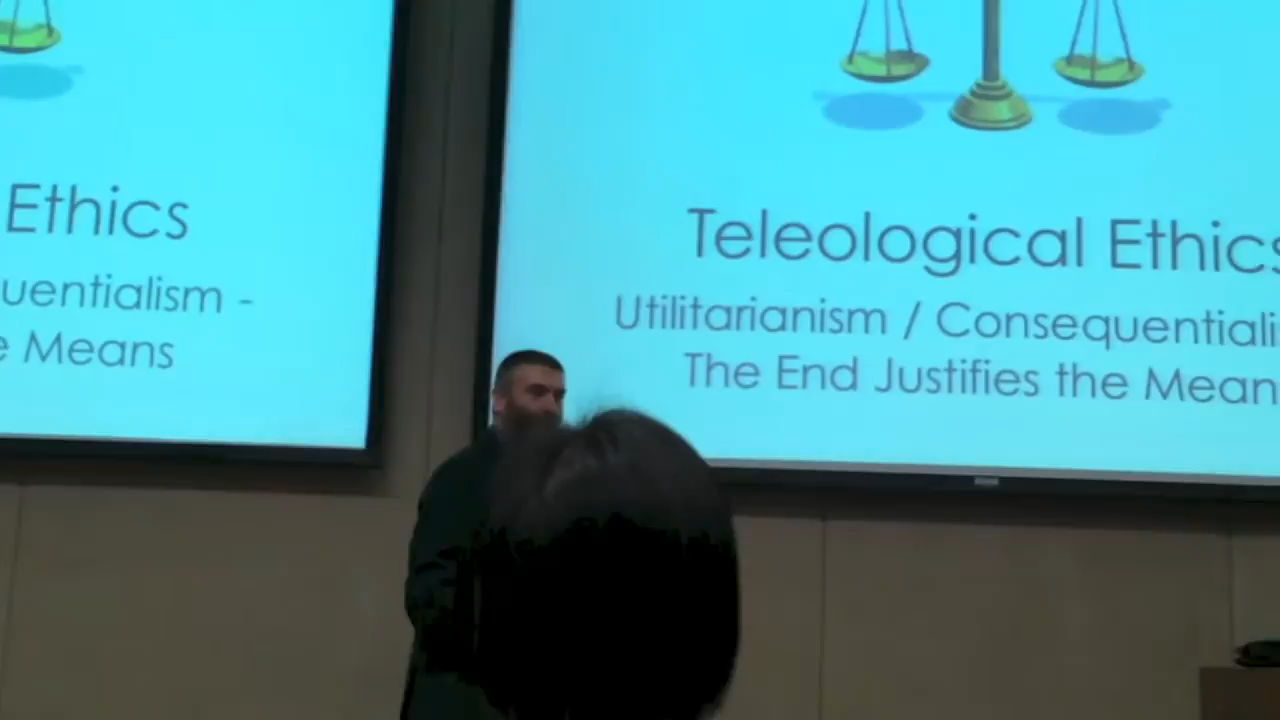 Ethics
uentialism -
e Means
Teleological Ethics
Utilitarianism / Consequentiali
The End Justifies the Mean